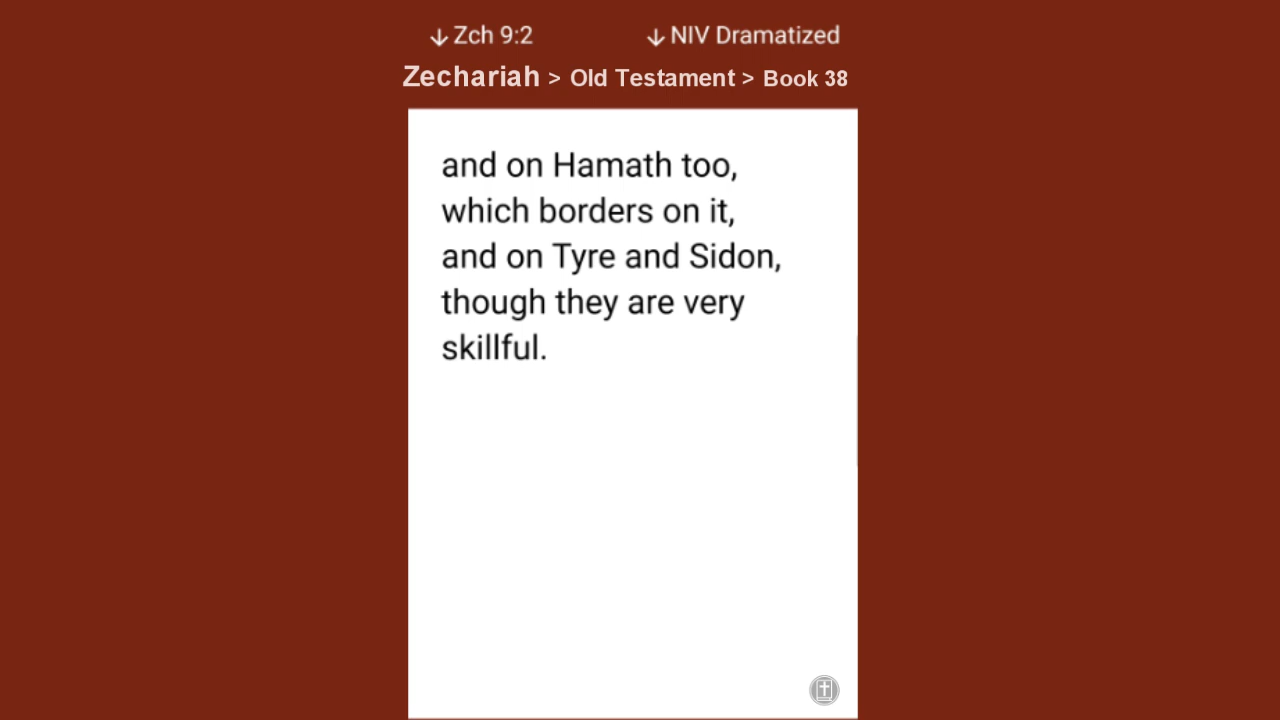 ↓ Zch 9:2 ↓ NIV Dramatized
Zechariah > Old Testament > Book 38
and on Hamath too,
which borders on it,
and on Tyre and Sidon,
though they are very
skillful.